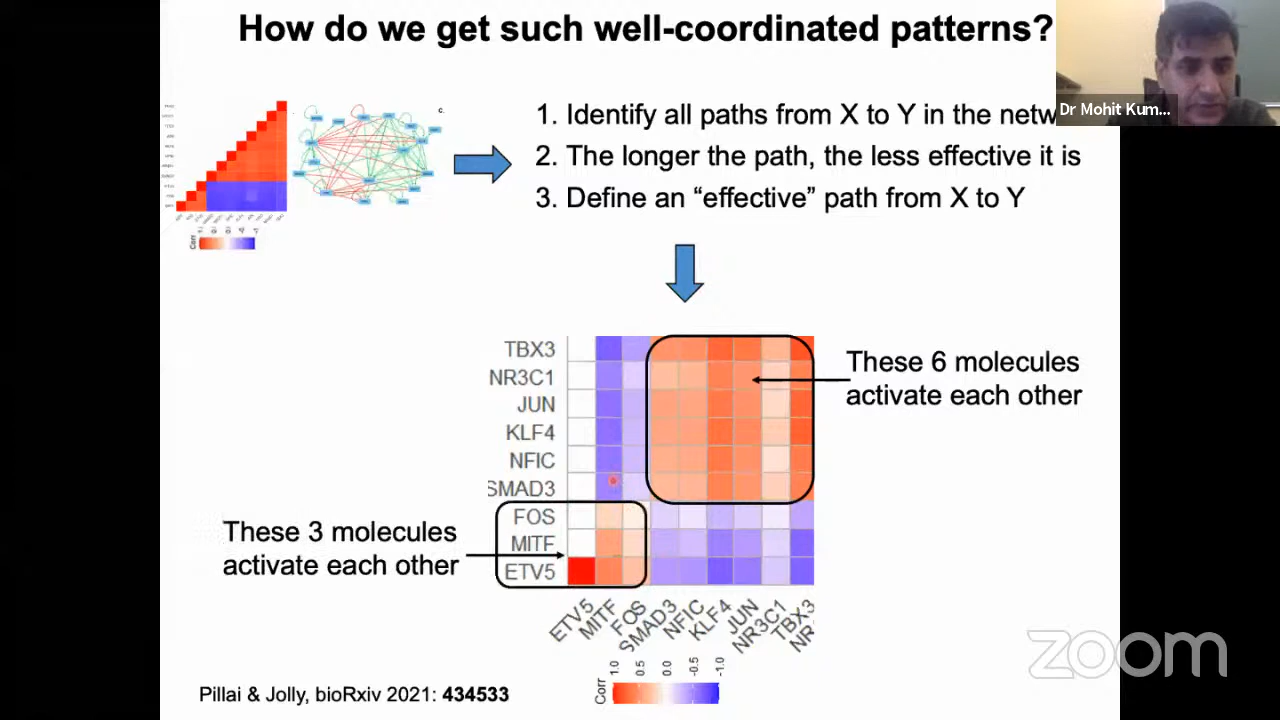 How do we get such well-coordinated patterns?
Dr Mohit Kum...
c.
1. Identify all paths from X to Y in the netw
2. The longer the path, the less effective it is
3. Define an “effective” path from X to Y
Corr
TBX3
NR3C1
JUN
KLF4
NFIC
SMAD3
FOS
MITF
ETV5
These 6 molecules
activate each other
These 3 molecules
activate each other
ETV5
MITF
FOS
SMAD3
NFIC
KLF4
JUN
NR3C1
TBX3
NR
Corr
1.0
0.5
0.0
-0.5
-1.0
zoom
Pillai & Jolly, bioRxiv 2021: 434533